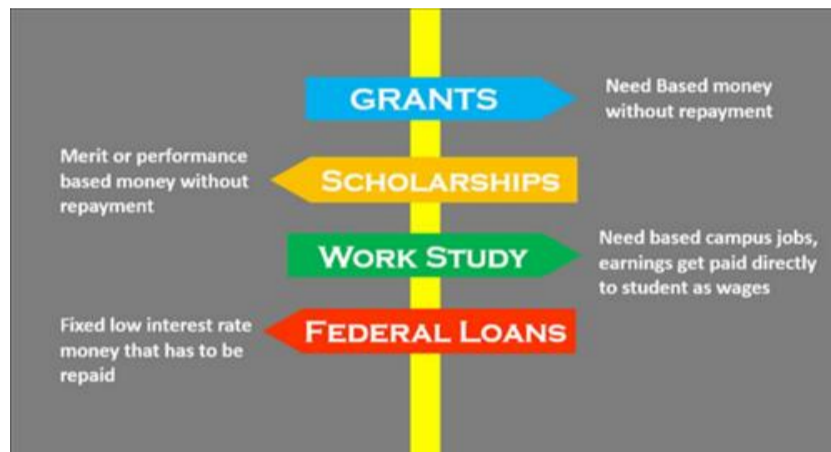 GRANTS
Need Based money
without repayment
Merit or performance
based money without
repayment
SCHOLARSHIPS
WORK STUDY
Need based campus jobs,
earnings get paid directly
to student as wages
Fixed low interest rate
money that has to be
repaid
FEDERAL LOANS